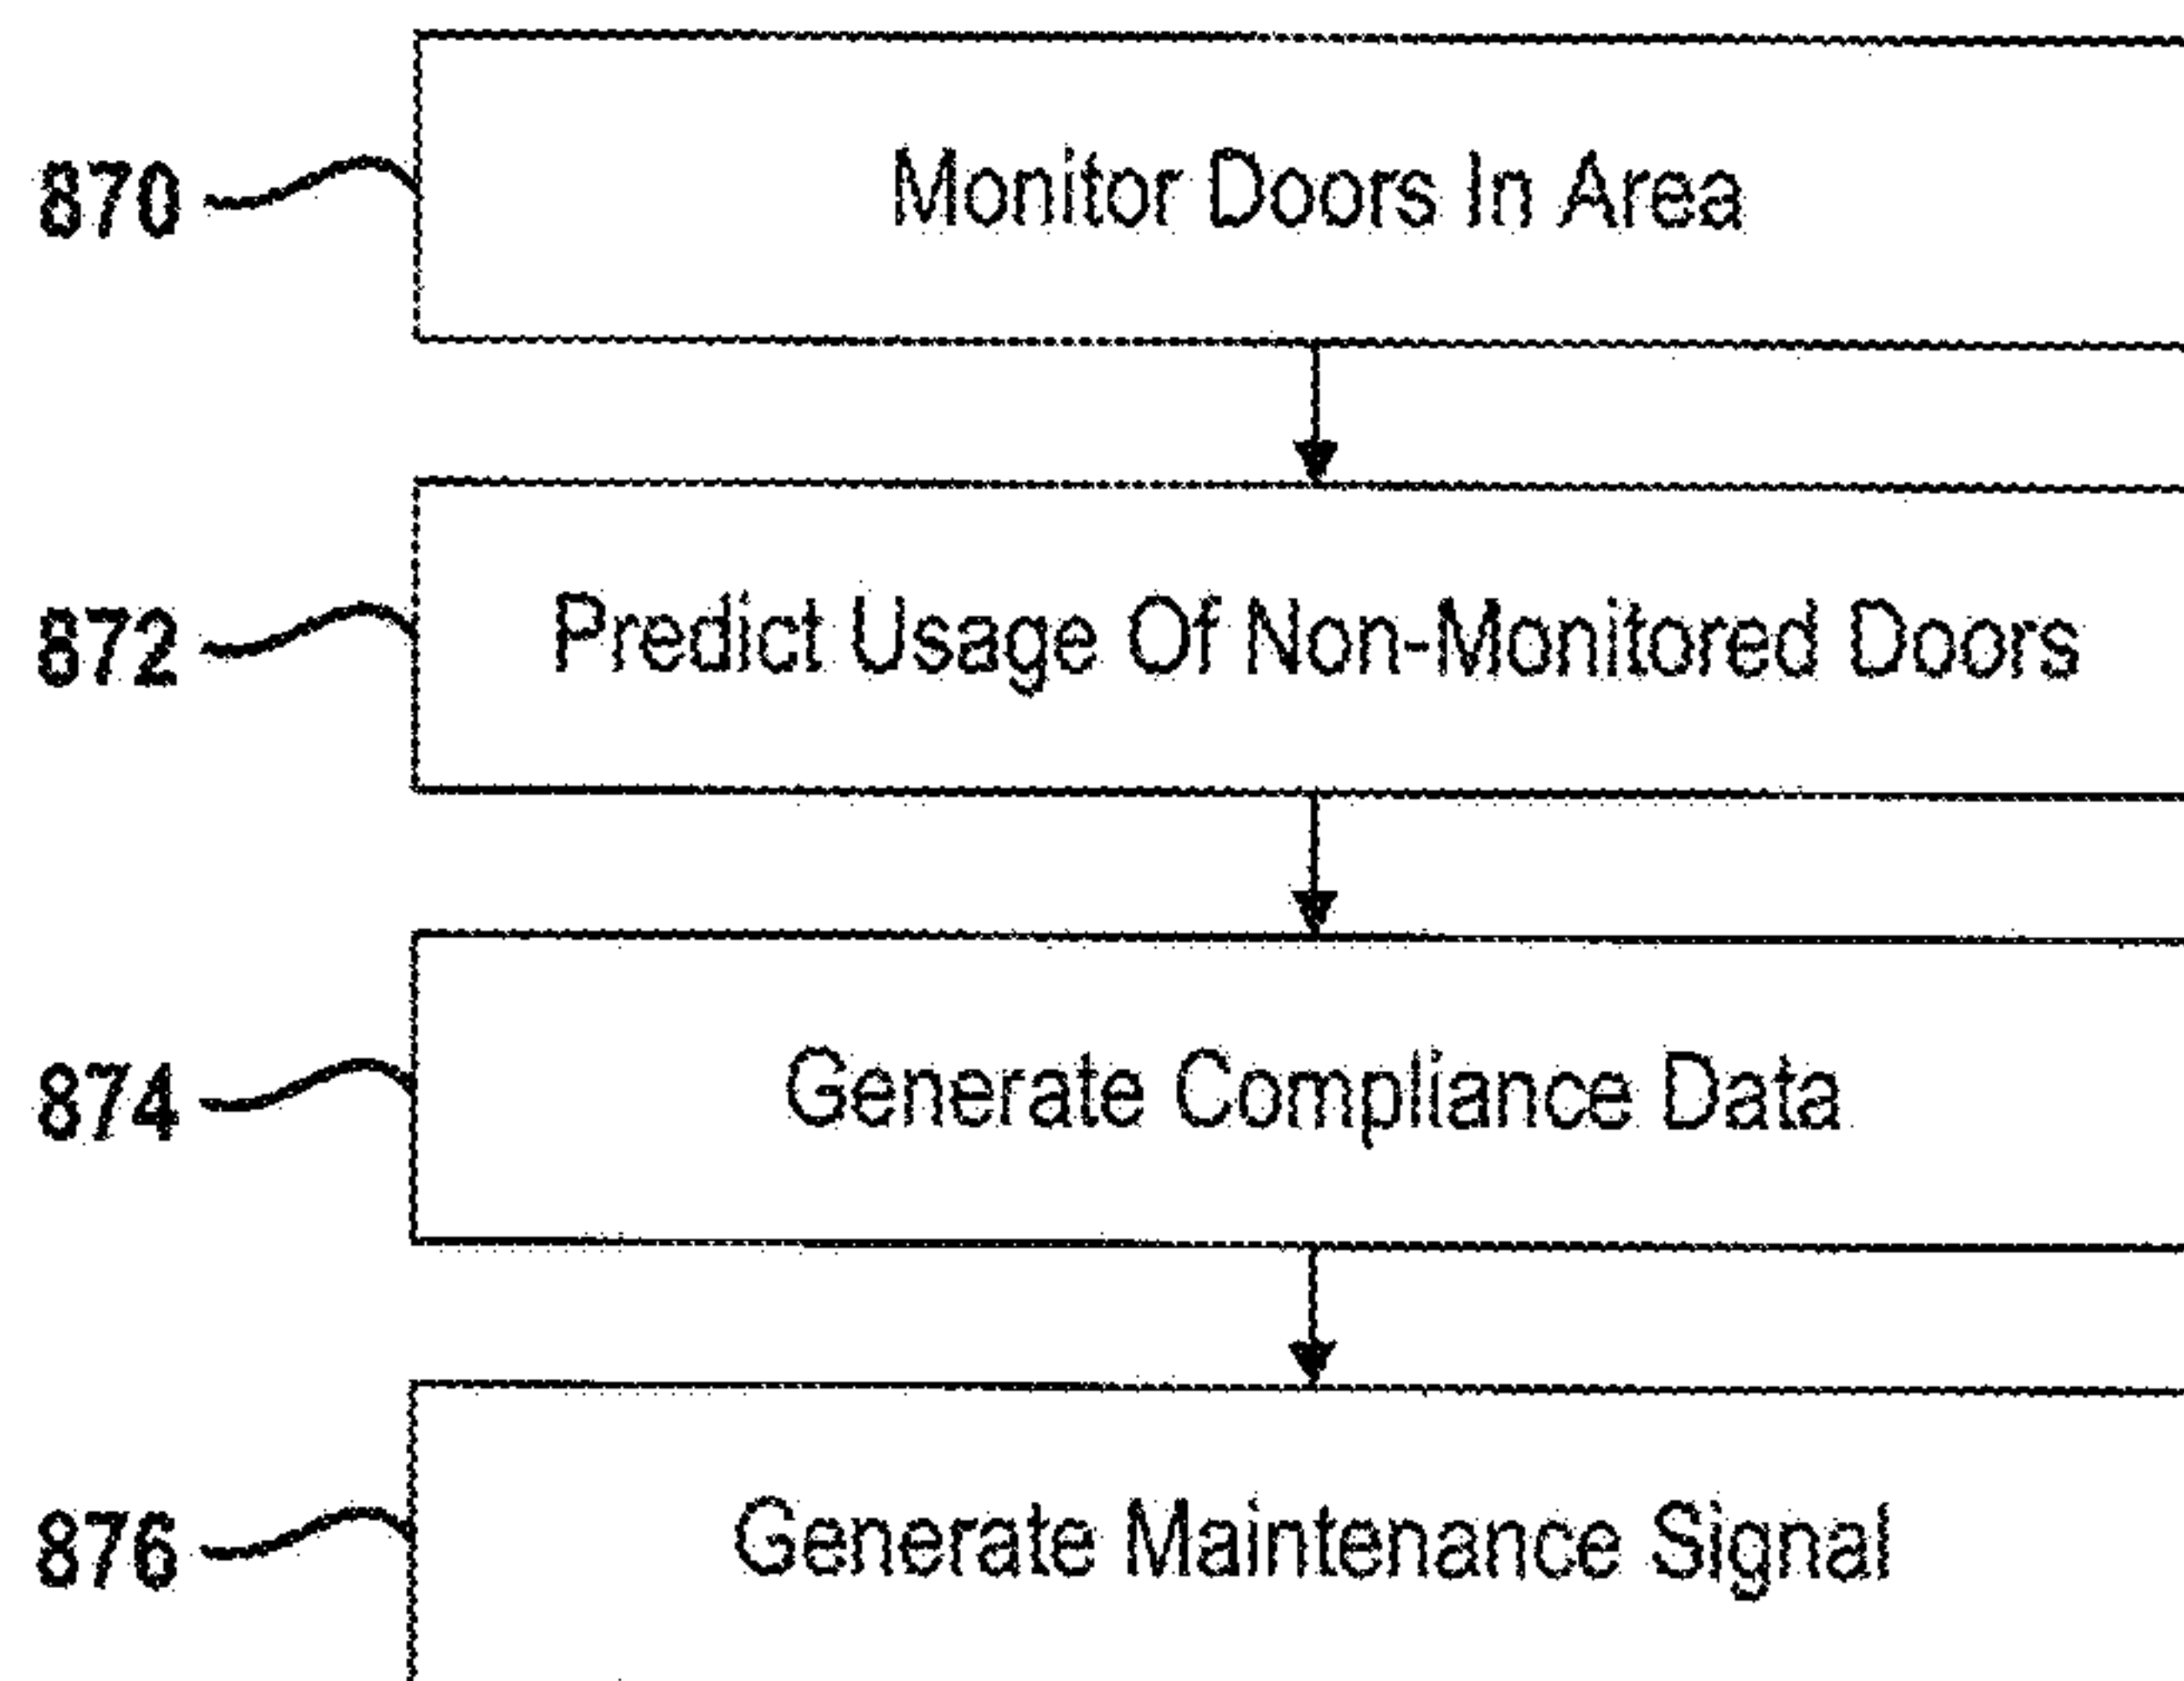 870 Monitor Doors In Area
872 Predict Usage Of Non-Monitored Doors
874 Generate Compliance Data
876 Generate Maintenance Signal